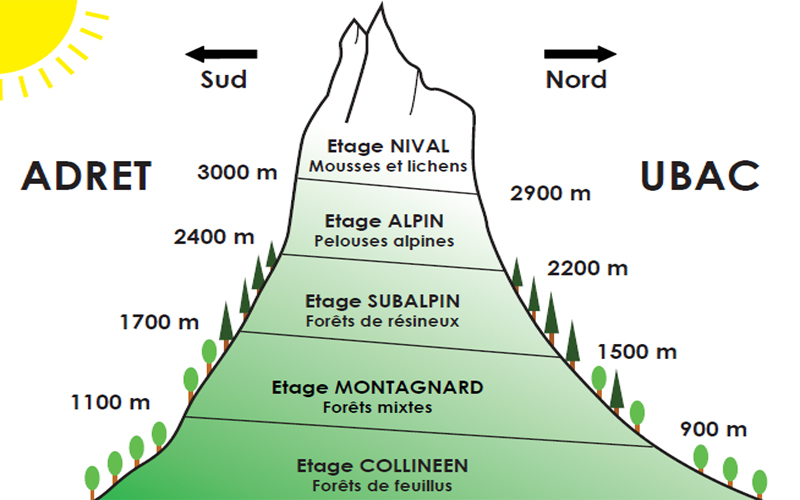 Sud
Nord
ADRET
UBAC
Etage NIVAL
Mousses et lichens
3000 m
2900 m
Etage ALPIN
Pelouses alpines
2400 m
2200 m
Etage SUBALPIN
Forêts de résineux
1700 m
1500 m
Etage MONTAGNARD
Forêts mixtes
1100 m
900 m
Etage COLLINEEN
Forêts de feuillus